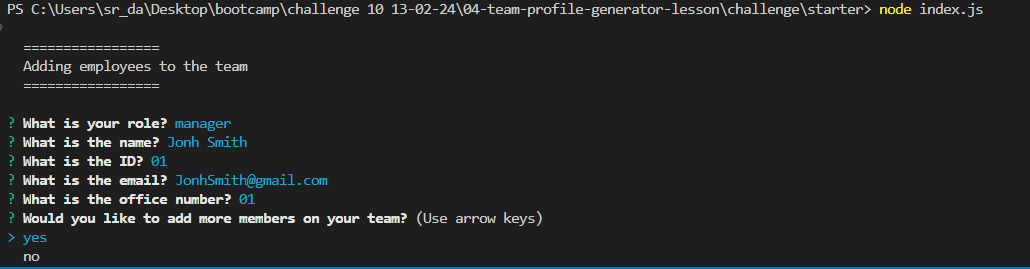 PS C:\Users\sr_da\Desktop\bootcamp\challenge 10 13-02-24\04-team-profile-generator-lesson\challenge\starter> node index.js
=================
Adding employees to the team
=================
? What is your role? manager
? What is the name? Jonh Smith
? What is the ID? 01
? What is the email? JonhSmith@gmail.com
? What is the office number? 01
? Would you like to add more members on your team? (Use arrow keys)
> yes
no